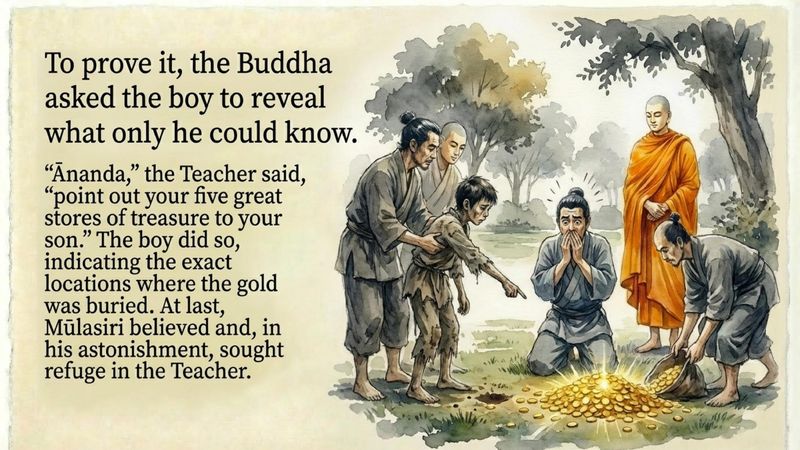 To prove it, the Buddha
asked the boy to reveal
what only he could know.
“Ānanda,” the Teacher said,
“point out your five great
stores of treasure to your
son.” The boy did so,
indicating the exact
locations where the gold
was buried. At last,
Mūlasiri believed and, in
his astonishment, sought
refuge in the Teacher.